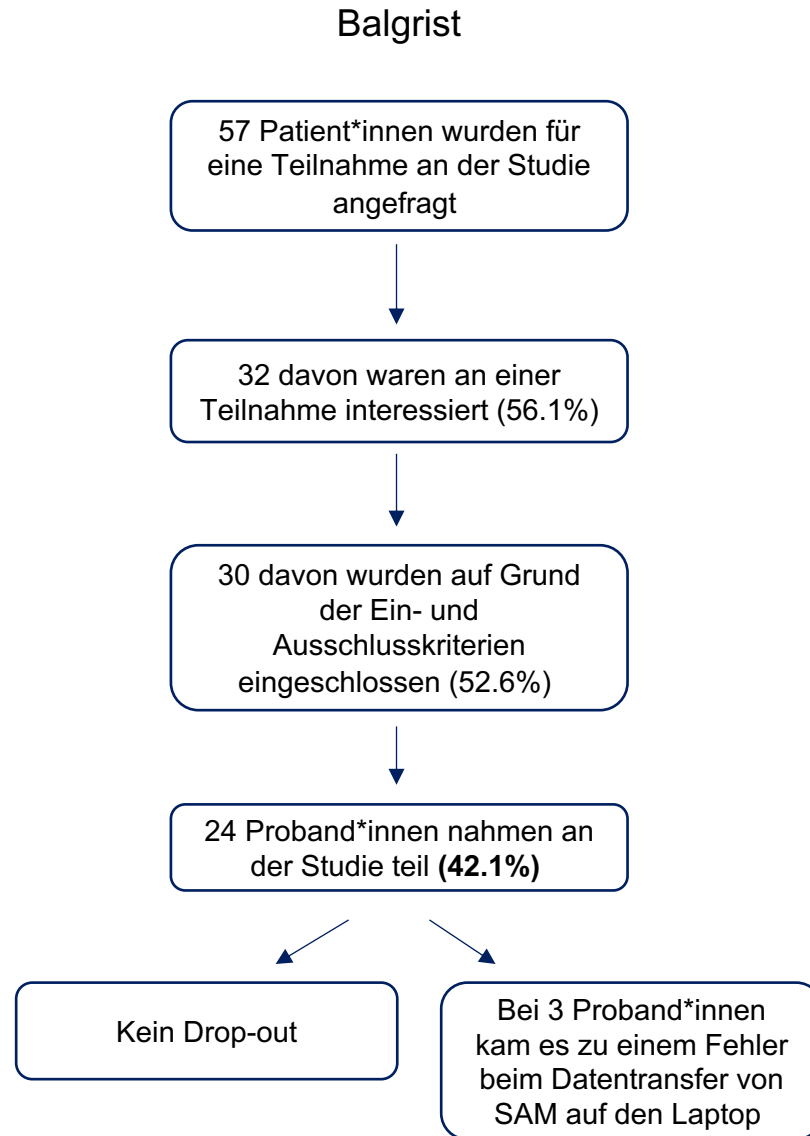 Balgrist
57 Patient*innen wurden für
eine Teilnahme an der Studie
angefragt
32 davon waren an einer
Teilnahme interessiert (56.1%)
30 davon wurden auf Grund
der Ein- und
Ausschlusskriterien
eingeschlossen (52.6%)
24 Proband*innen nahmen an
der Studie teil (42.1%)
Kein Drop-out
Bei 3 Proband*innen
kam es zu einem Fehler
beim Datentransfer von
SAM auf den Laptop